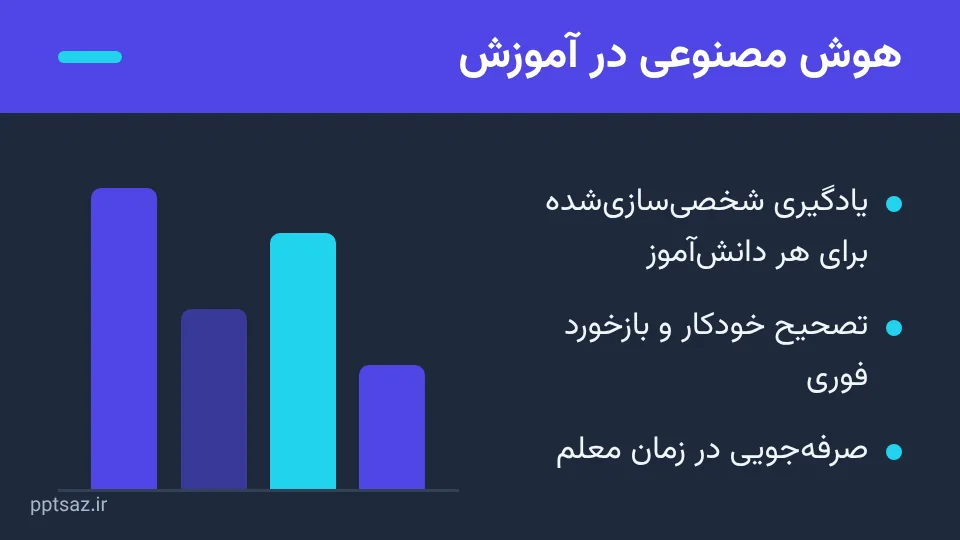 هوش مصنوعی در آموزش
یادگیری شخصی‌سازی‌شده
برای هر دانش‌آموز
تصحیح خودکار و بازخورد
فوری
صرفه‌جویی در زمان معلم
pptsaz.ir